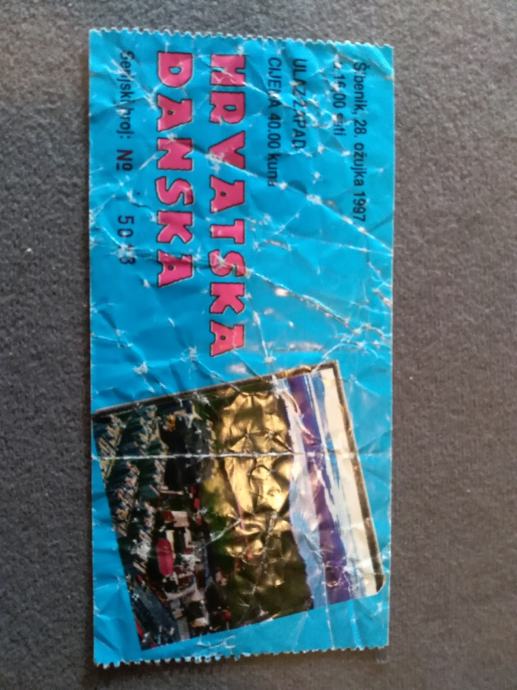 Šibenik, 28. ožujka 1997
16,00 sati
ULAZ ZAPAD
CIJENA 40.00 kuna
HRVATSKA
DANSKA
Serijski broj: Nº